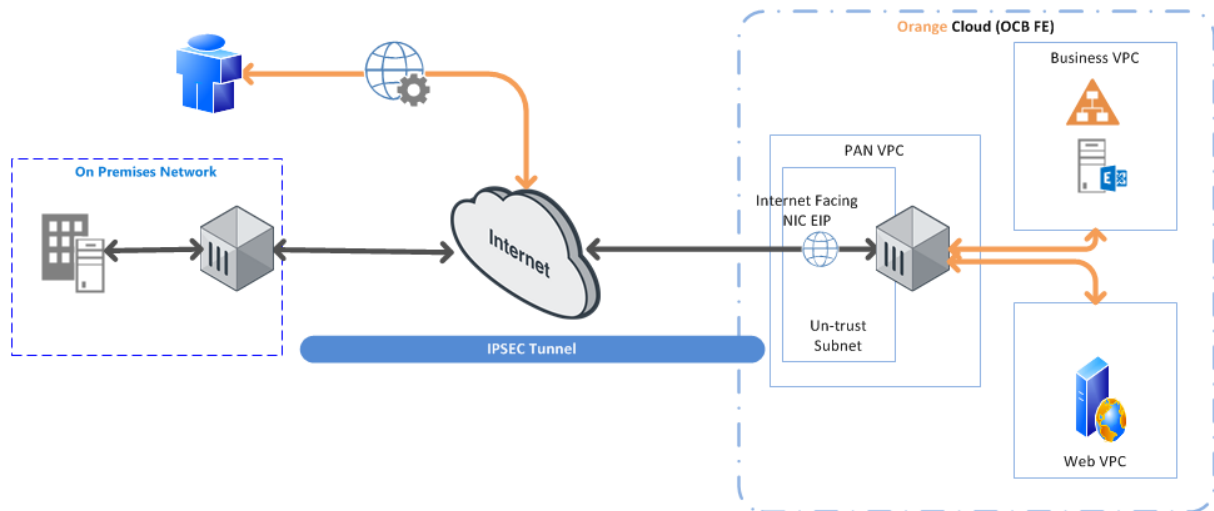 Orange Cloud (OCB FE)
Business VPC
PAN VPC
On Premises Network
Internet Facing
NIC EIP
Internet
Un-trust
Subnet
IPSEC Tunnel
Web VPC